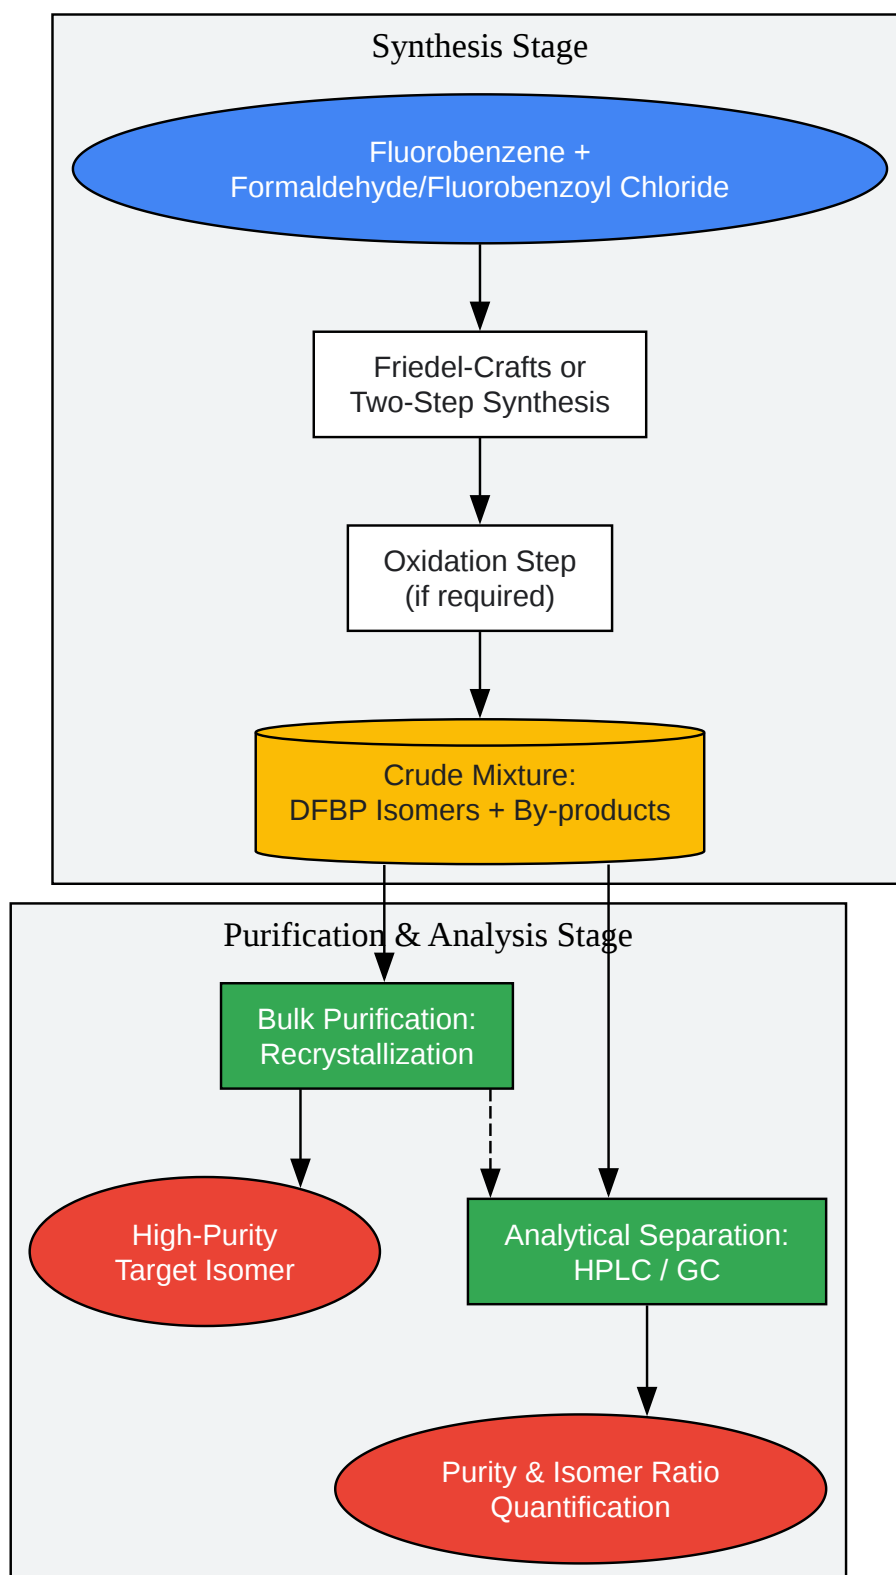 Synthesis Stage
Fluorobenzene +
Formaldehyde/Fluorobenzoyl Chloride
Friedel-Crafts or
Two-Step Synthesis
Oxidation Step
(if required)
Crude Mixture:
DFBP Isomers + By-products
Purification & Analysis Stage
Bulk Purification:
Recrystallization
High-Purity
Target Isomer
Analytical Separation:
HPLC / GC
Purity & Isomer Ratio
Quantification